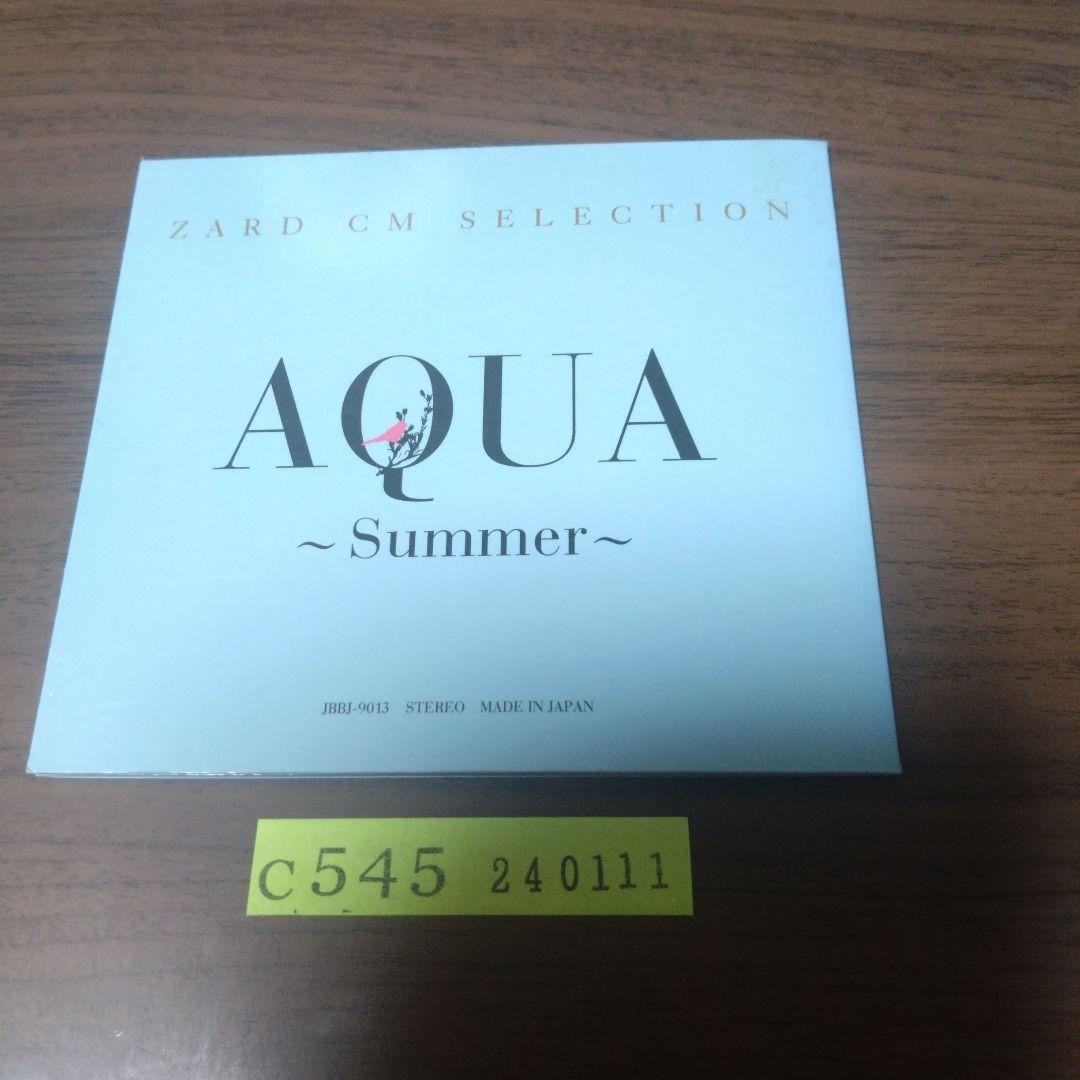 ZARD CM SELECTION
AQUA
~Summer~
JBBJ-9013 STEREO MADE IN JAPAN
C545 240111